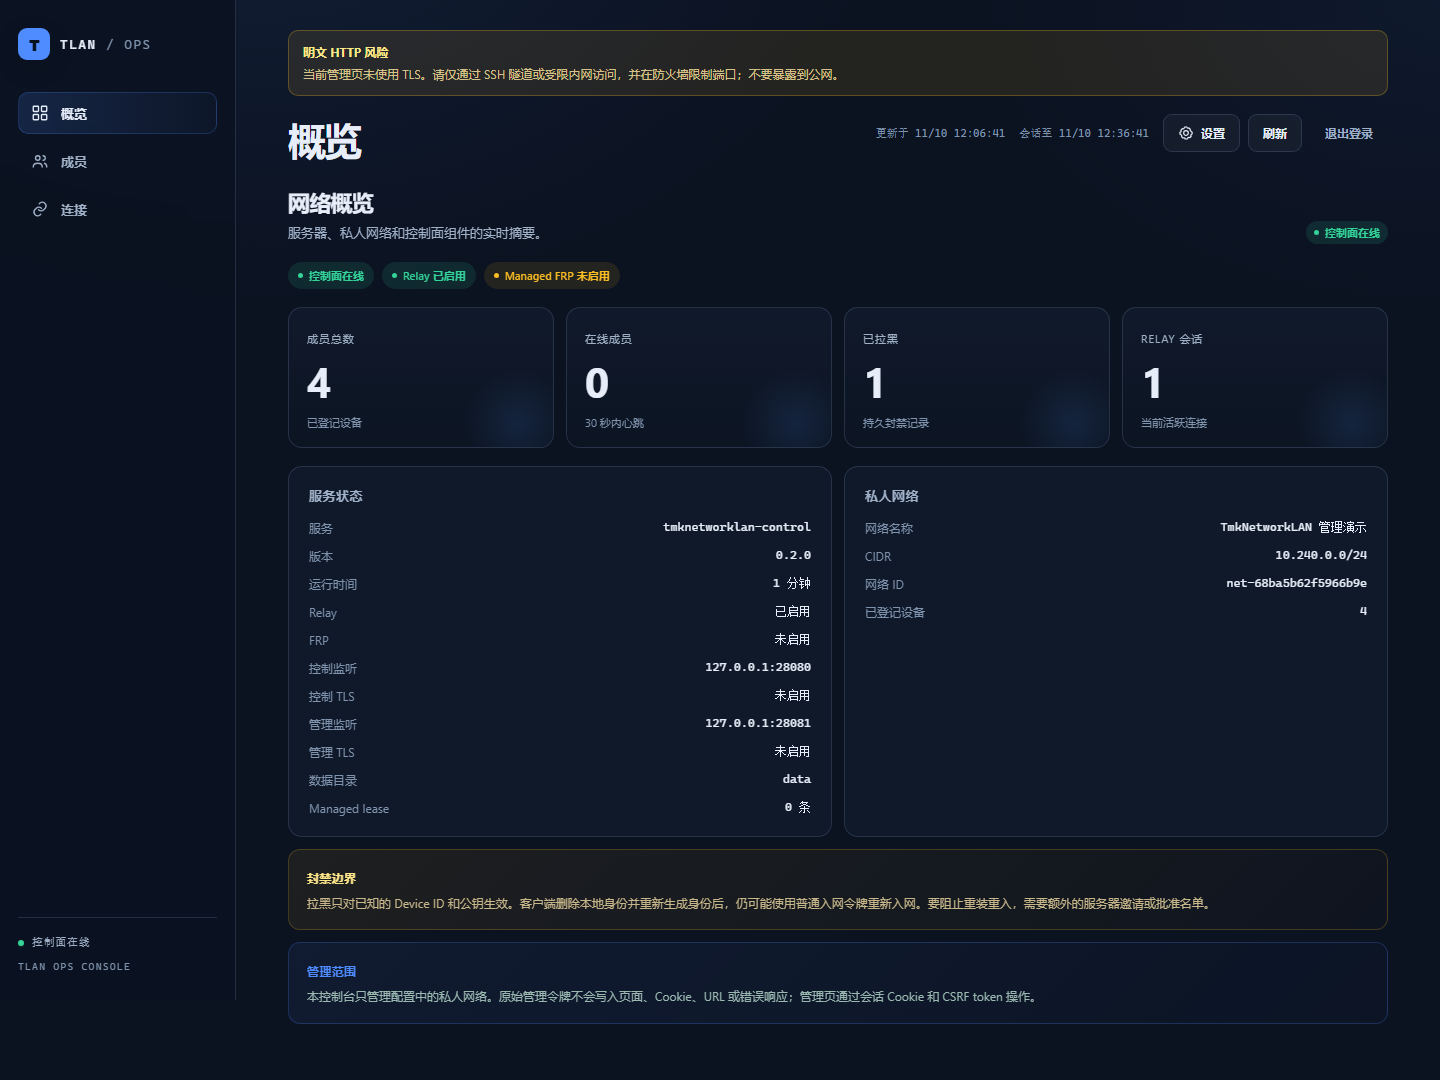 T TLAN / OPS
概览
成员
连接
控制面在线
TLAN OPS CONSOLE
明文 HTTP 风险
当前管理页未使用 TLS。请仅通过 SSH 隧道或受限内网访问，并在防火墙限制端口；不要暴露到公网。
概览
更新于 11/10 12:06:41 会话至 11/10 12:36:41 设置 刷新 退出登录
网络概览
服务器、私人网络和控制面组件的实时摘要。
控制面在线
控制面在线 Relay 已启用 Managed FRP 未启用
成员总数
4
已登记设备
在线成员
0
30 秒内心跳
已拉黑
1
持久封禁记录
RELAY 会话
1
当前活跃连接
服务状态
服务 tmknetworklan-control
版本 0.2.0
运行时间 1 分钟
Relay 已启用
FRP 未启用
控制监听 127.0.0.1:28080
控制 TLS 未启用
管理监听 127.0.0.1:28081
管理 TLS 未启用
数据目录 data
Managed lease 0 条
私人网络
网络名称 TmkNetworkLAN 管理演示
CIDR 10.240.0.0/24
网络 ID net-68ba5b62f5966b9e
已登记设备 4
封禁边界
拉黑只对已知的 Device ID 和公钥生效。客户端删除本地身份并重新生成身份后，仍可能使用普通入网令牌重新入网。要阻止重装重入，需要额外的服务器邀请或批准名单。
管理范围
本控制台只管理配置中的私人网络。原始管理令牌不会写入页面、Cookie、URL 或错误响应；管理页通过会话 Cookie 和 CSRF token 操作。